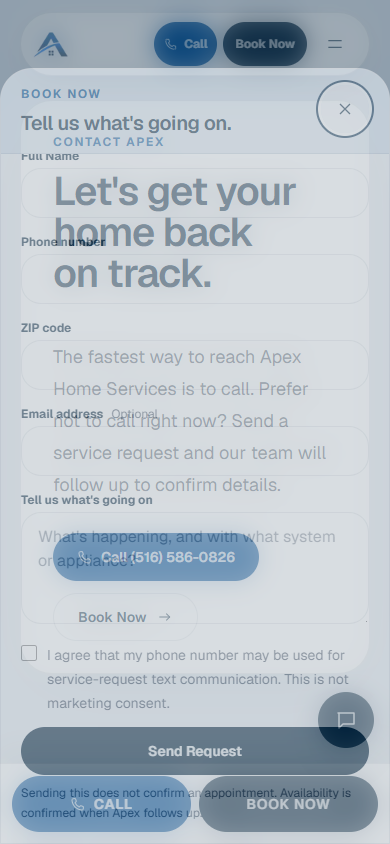 Call
Book Now
BOOK NOW
Tell us what's going on.
CONTACT APEX
Full Name
Let's get your
home back
on track.
Phone number
ZIP code
The fastest way to reach Apex
Home Services is to call. Prefer
not to call right now? Send a
service request and our team will
follow up to confirm details.
Email address Optional
Tell us what's going on
What's happening, and with what system
or appliance?
Call (516) 586-0826
Book Now
I agree that my phone number may be used for
service-request text communication. This is not
marketing consent.
Send Request
Sending this does not confirm an appointment. Availability is
confirmed when Apex follows up.
CALL
BOOK NOW